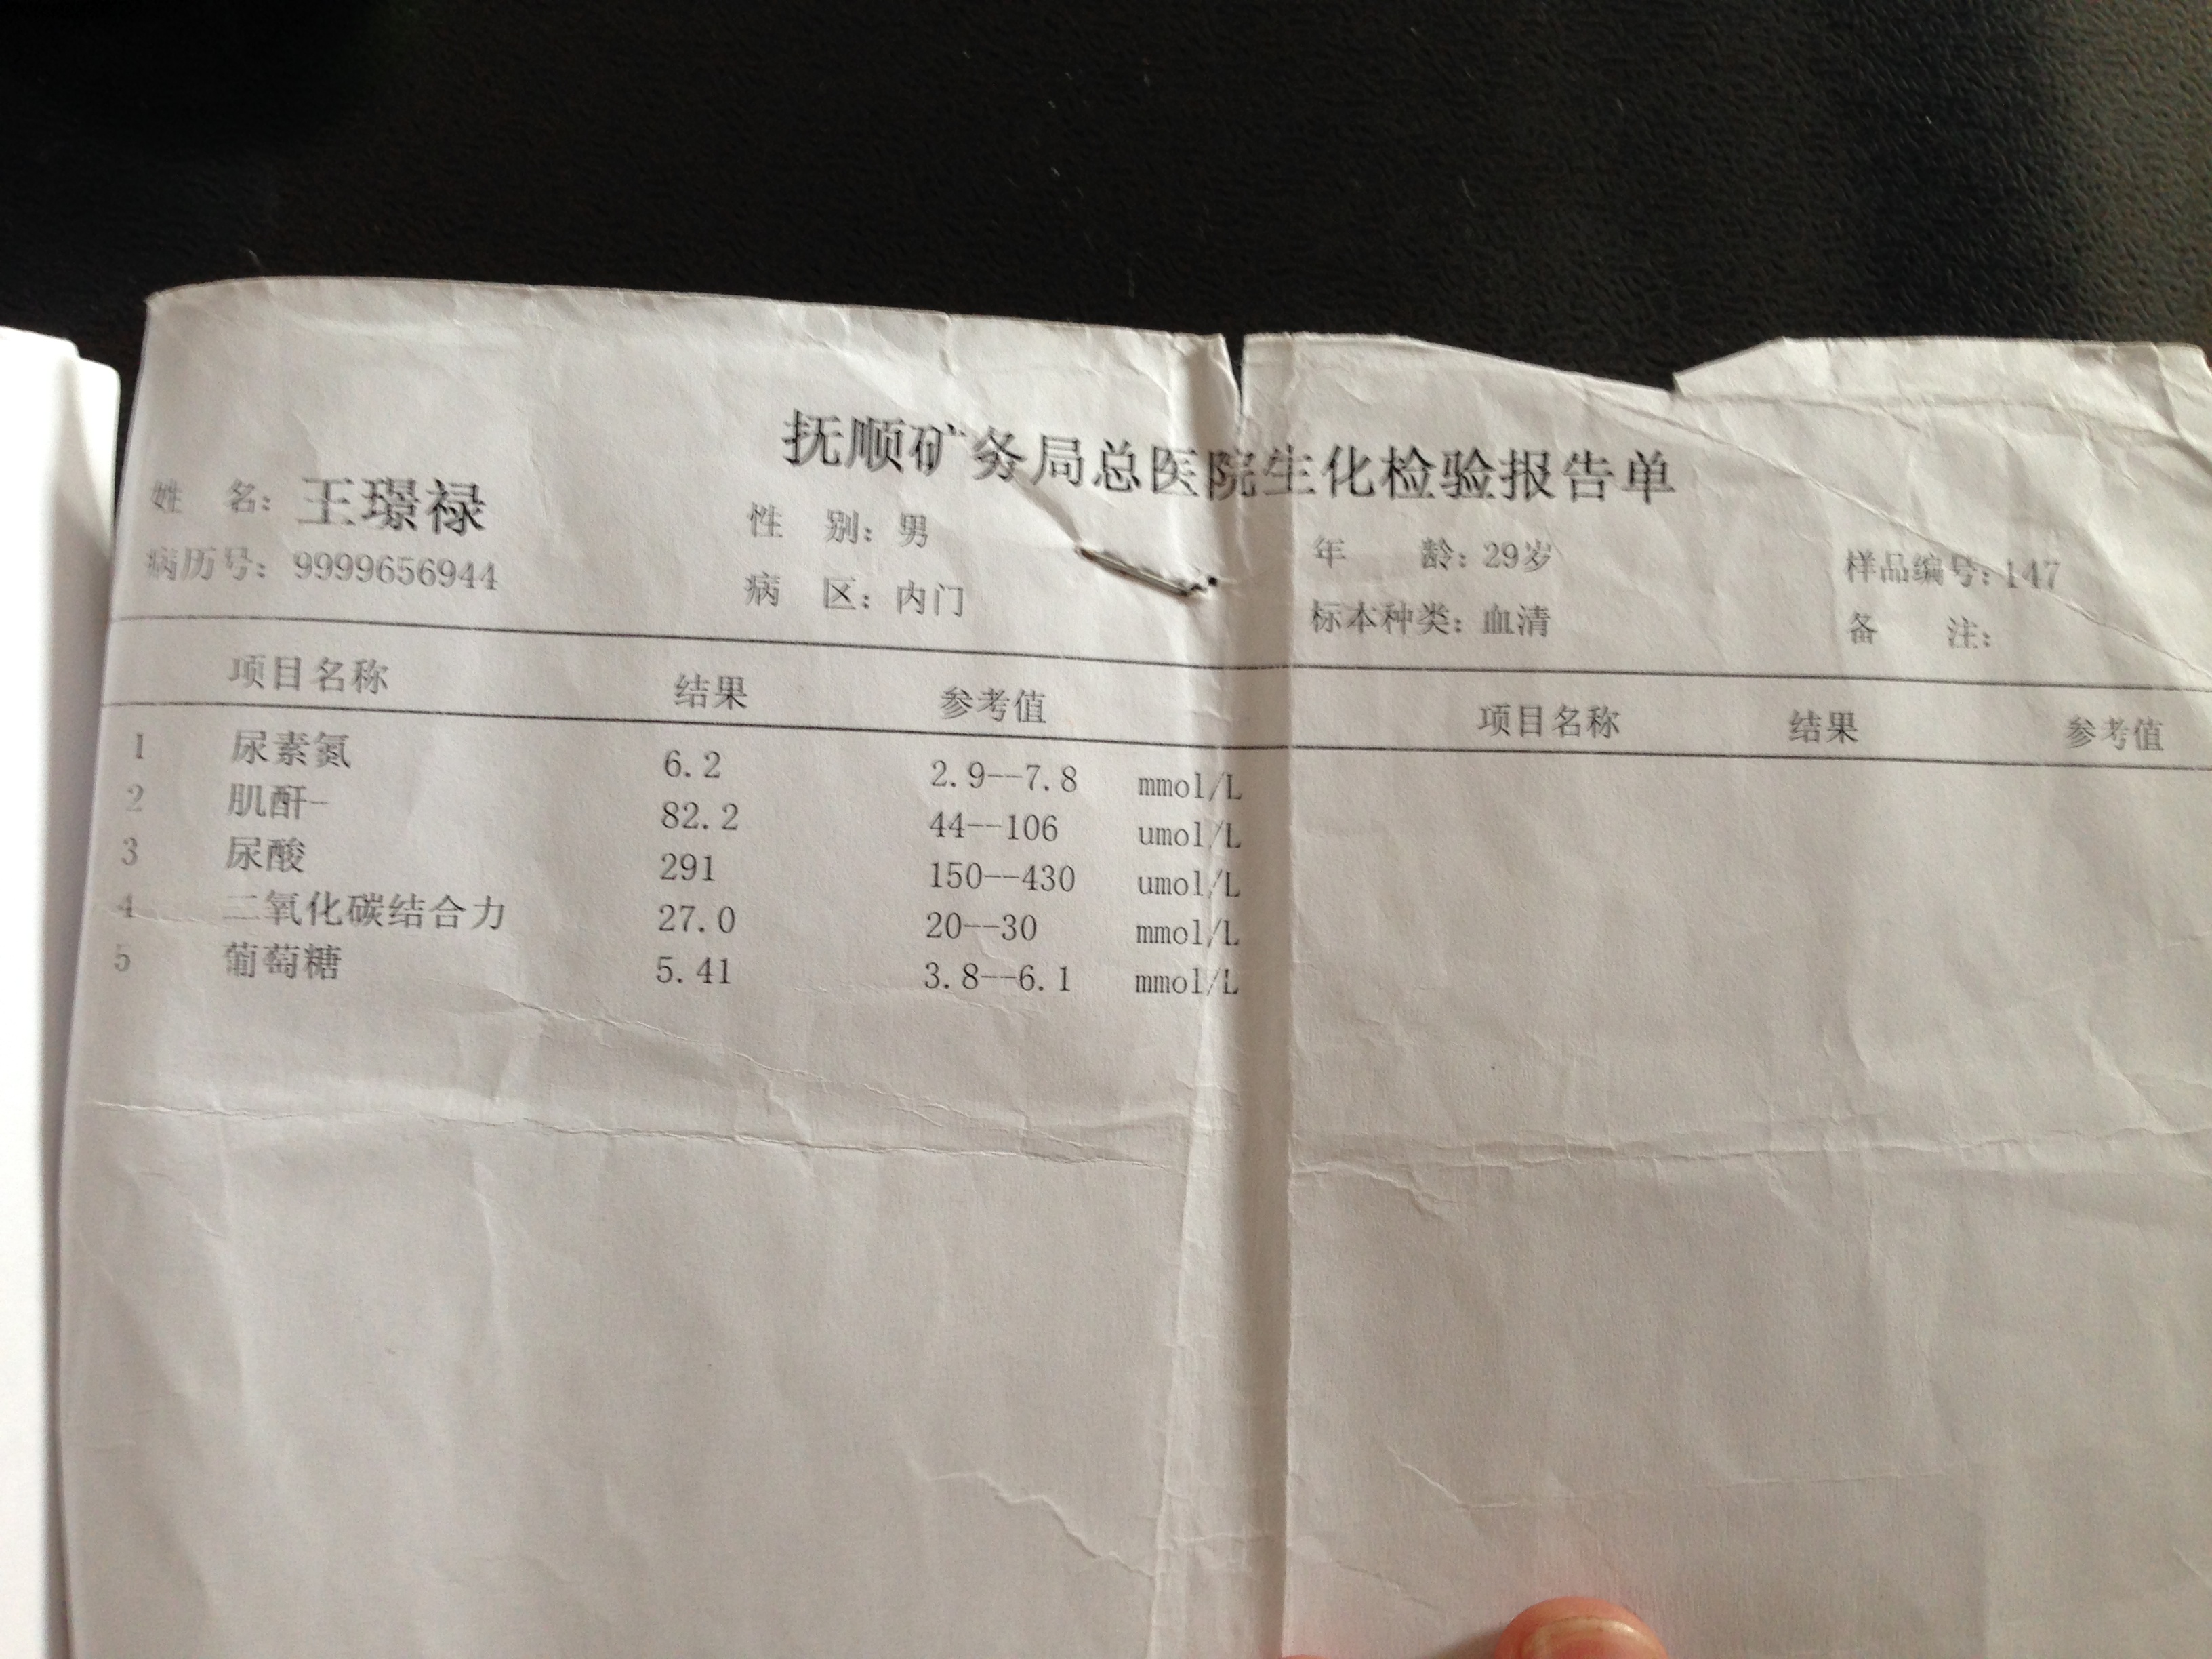 抚顺矿务局总医院生化检验报告单
姓 名: 王璟禄 性 别: 男 年 龄: 29岁 样品编号: 147
病历号: 9999656944 病 区: 内门 标本种类: 血清 备 注:
项目名称 结果 参考值 项目名称 结果 参考值
1 尿素氮 6.2 2.9--7.8 mmol/L
2 肌酐- 82.2 44--106 umol/L
3 尿酸 291 150--430 umol/L
4 二氧化碳结合力 27.0 20--30 mmol/L
5 葡萄糖 5.41 3.8--6.1 mmol/L